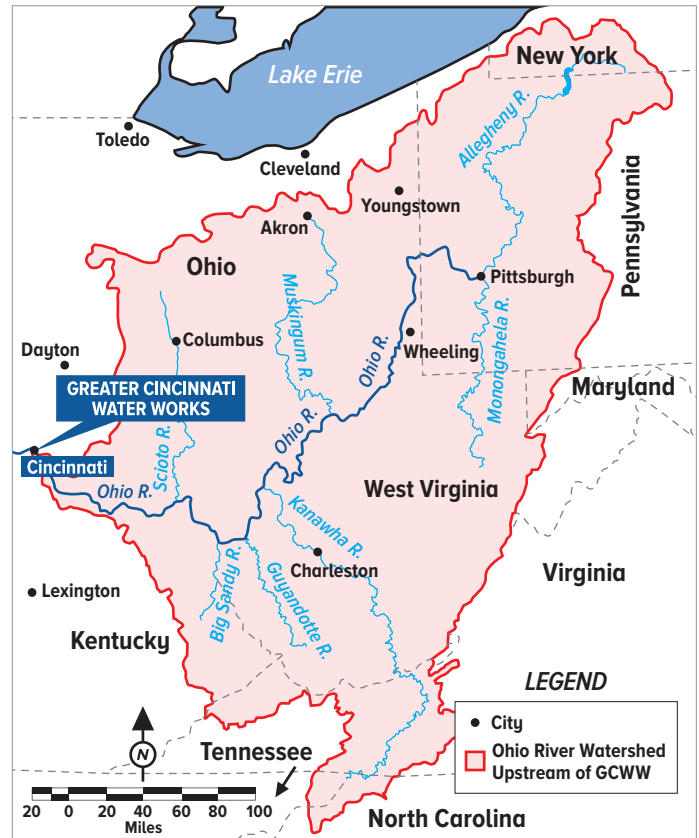 New York
Lake Erie
Allegheny R.
Toledo
Cleveland
Pennsylvania
Youngstown
Akron
Ohio
Pittsburgh
Muskingum R.
Columbus
Ohio R.
Wheeling
Monongahela R.
Dayton
GREATER CINCINNATI
WATER WORKS
Maryland
Ohio R.
Scioto R.
Cincinnati
Ohio R.
West Virginia
Kanawha R.
Charleston
Big Sandy R.
Guyandotte R.
Virginia
Lexington
Kentucky
LEGEND
City
Ohio River Watershed
Upstream of GCWW
N
Tennessee
20 0 20 40 60 80 100
Miles
North Carolina